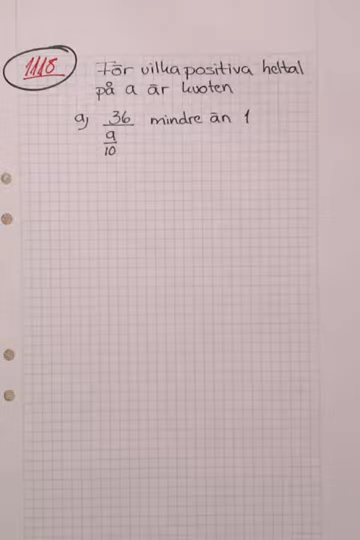 1118
För vilka positiva heltal
på a är kvoten
a) 36 mindre än 1
a
10